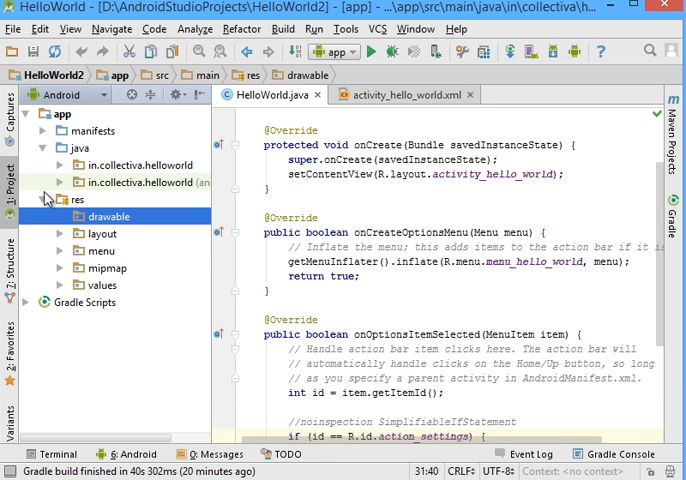 HelloWorld - [D:\AndroidStudioProjects\HelloWorld2] - [app] - ...\app\src\main\java\in\collectiva\h...
File Edit View Navigate Code Analyze Refactor Build Run Tools VCS Window Help
app
HelloWorld2 app src main res drawable
Captures
1: Project
7: Structure
2: Favorites
Variants
Android
app
manifests
java
in.collectiva.helloworld
in.collectiva.helloworld (an
res
drawable
layout
menu
mipmap
values
Gradle Scripts
HelloWorld.java
activity_hello_world.xml
@Override
protected void onCreate(Bundle savedInstanceState) {
super.onCreate(savedInstanceState);
setContentView(R.layout.activity_hello_world);
}
@Override
public boolean onCreateOptionsMenu(Menu menu) {
// Inflate the menu; this adds items to the action bar if it is
getMenuInflater().inflate(R.menu.menu_hello_world, menu);
return true;
}
@Override
public boolean onOptionsItemSelected(MenuItem item) {
// Handle action bar item clicks here. The action bar will
// automatically handle clicks on the Home/Up button, so long
// as you specify a parent activity in AndroidManifest.xml.
int id = item.getItemId();
//noinspection SimplifiableIfStatement
if (id == R.id.action_settings) {
Maven Projects
Gradle
Terminal 6: Android 0: Messages TODO Event Log Gradle Console
Gradle build finished in 40s 302ms (20 minutes ago) 31:40 CRLF UTF-8 Context: <no context>